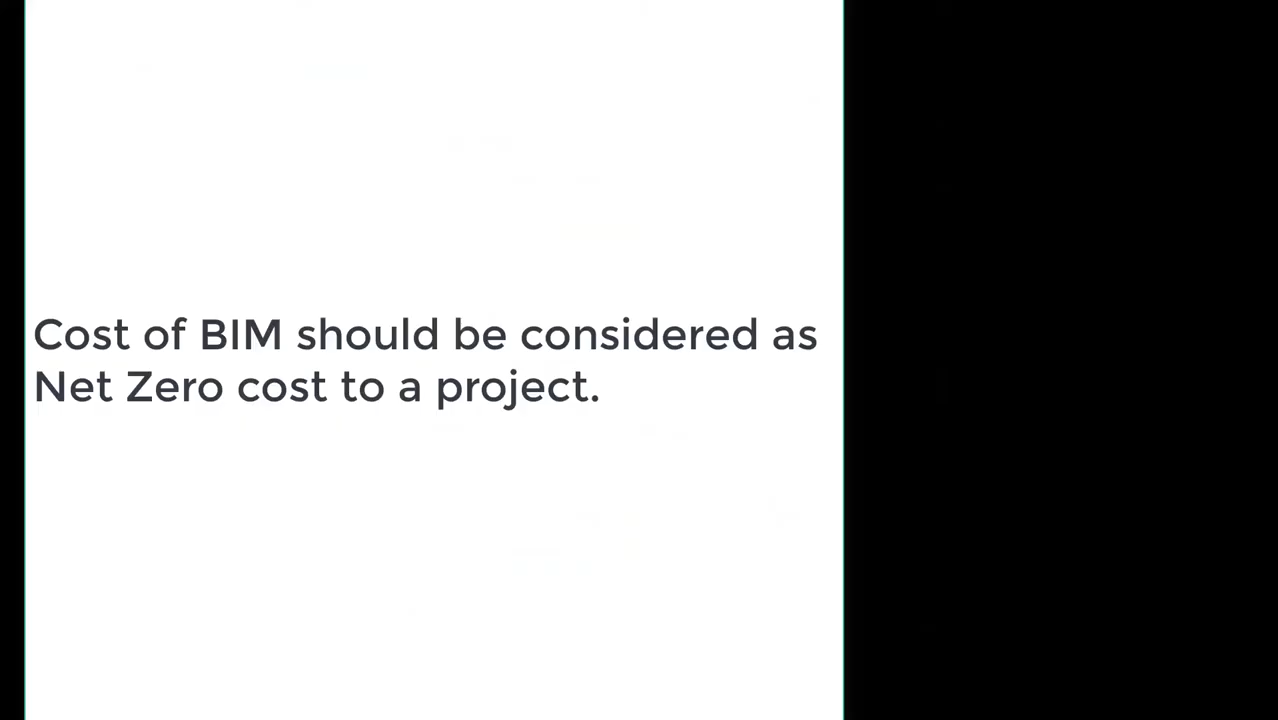 Cost of BIM should be considered as
Net Zero cost to a project.